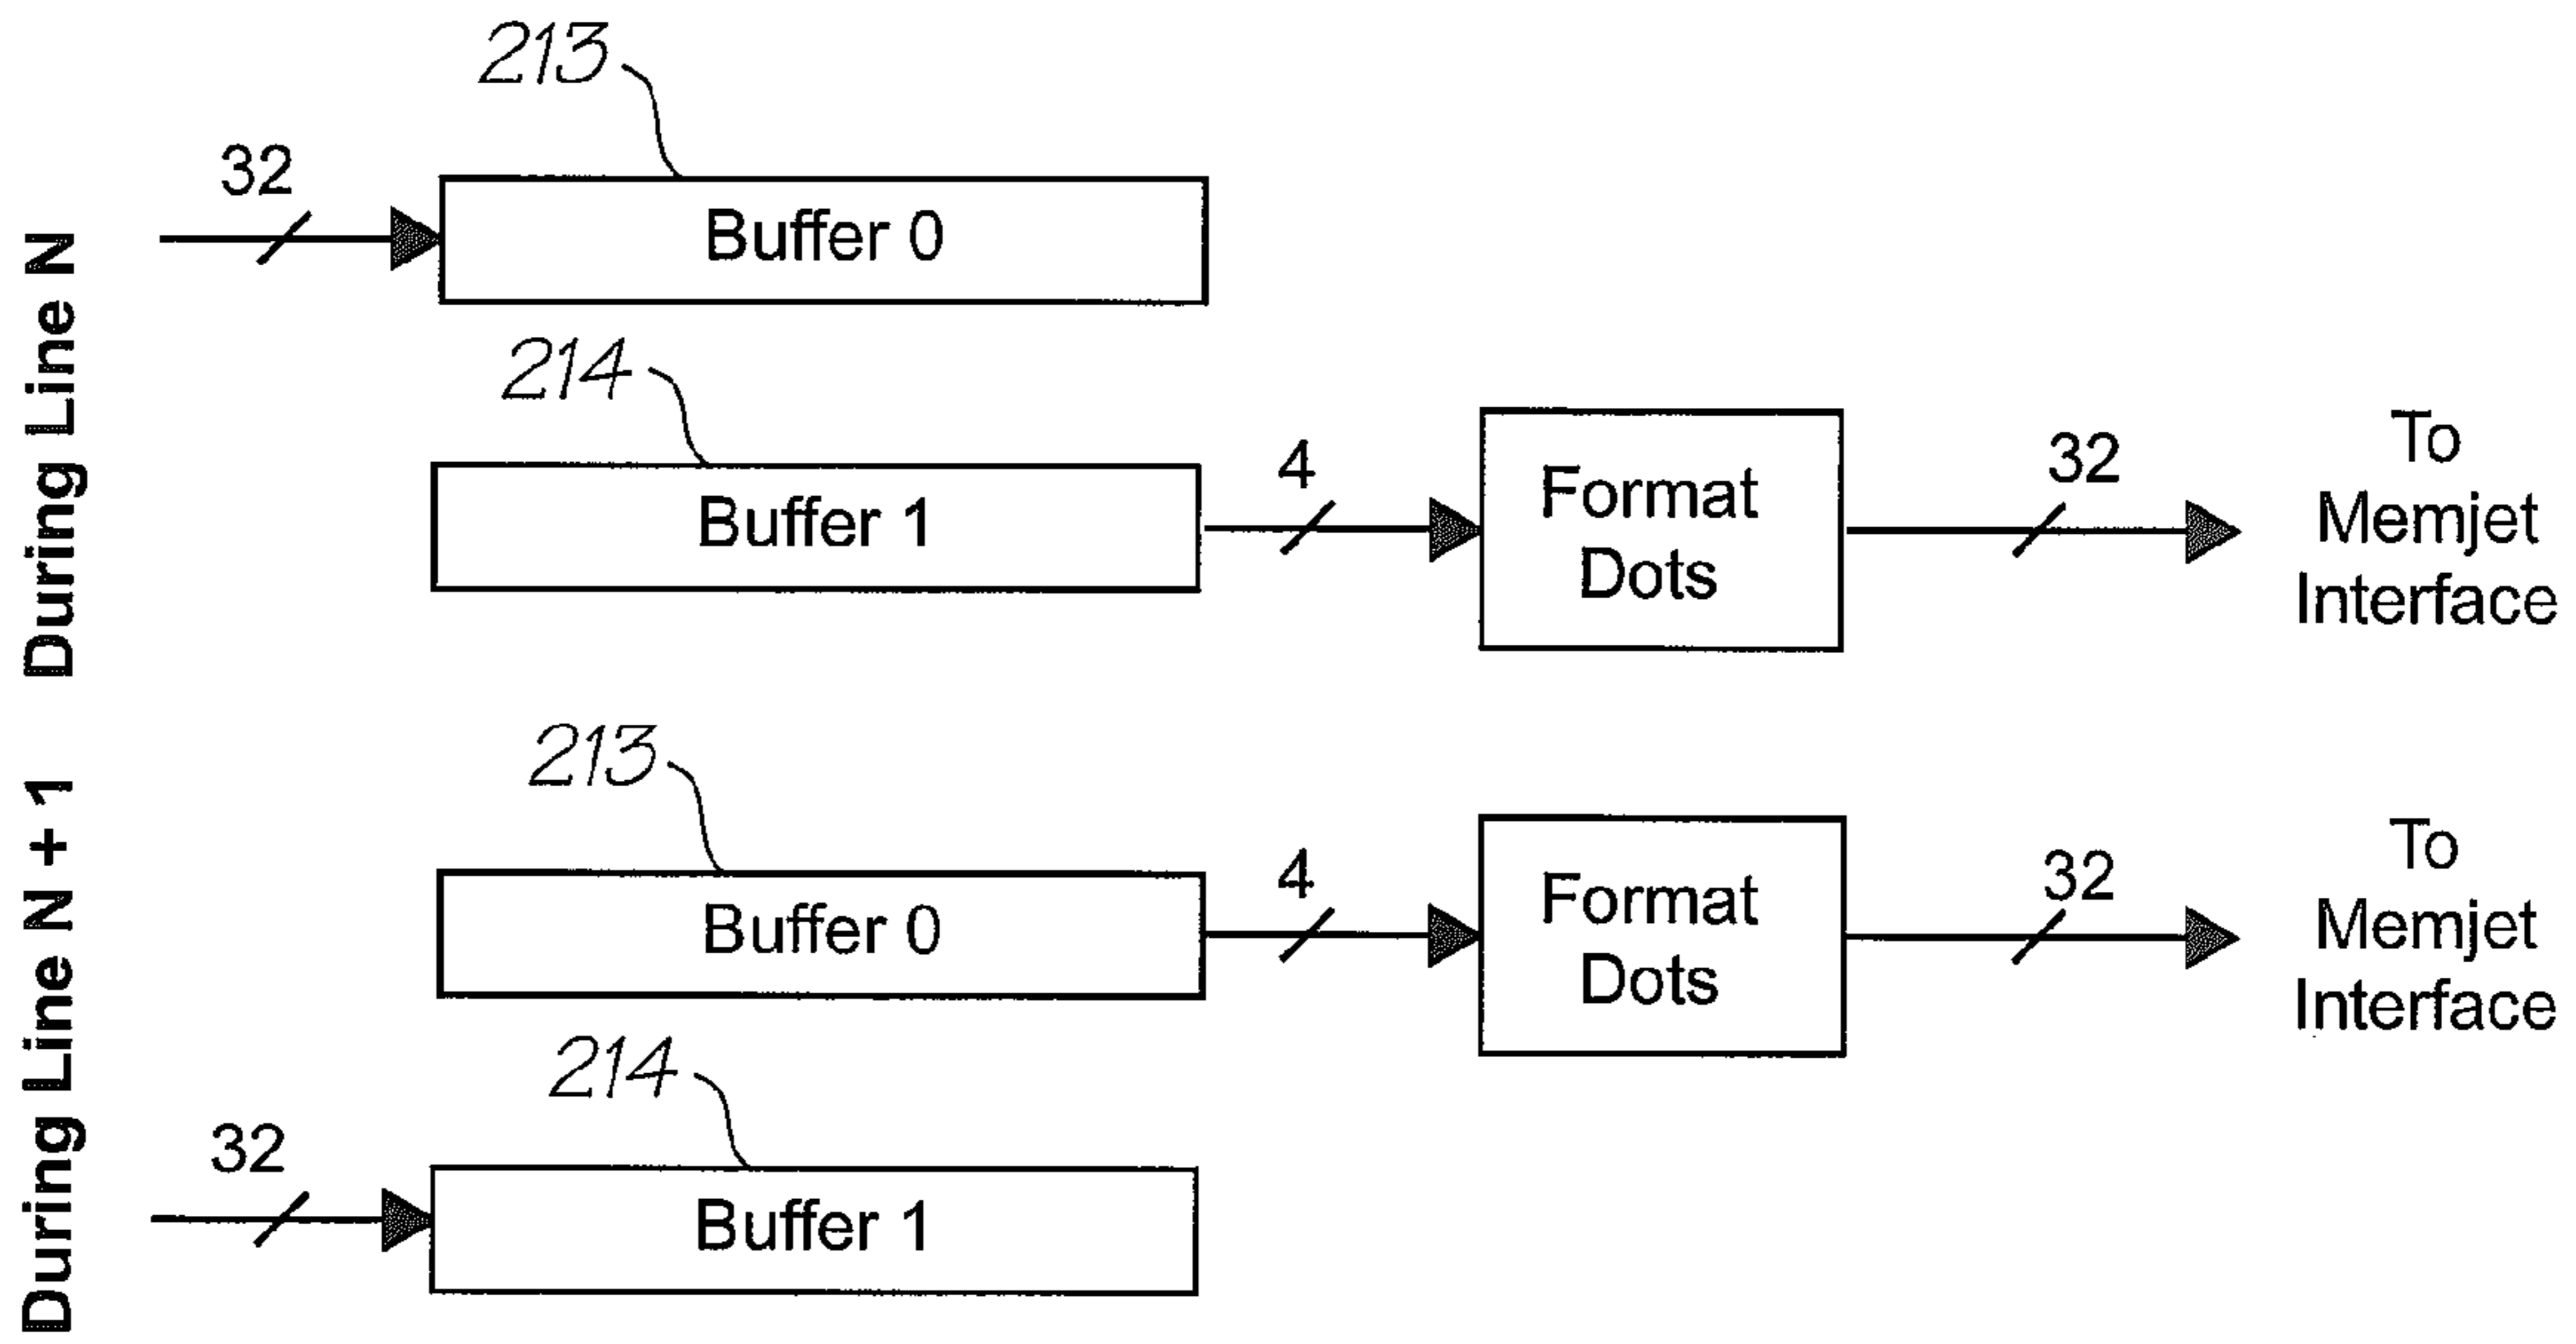 During Line N
213
32
Buffer 0
214
Buffer 1
4
Format
Dots
32
To
Memjet
Interface
During Line N + 1
213
Buffer 0
4
Format
Dots
32
To
Memjet
Interface
214
32
Buffer 1